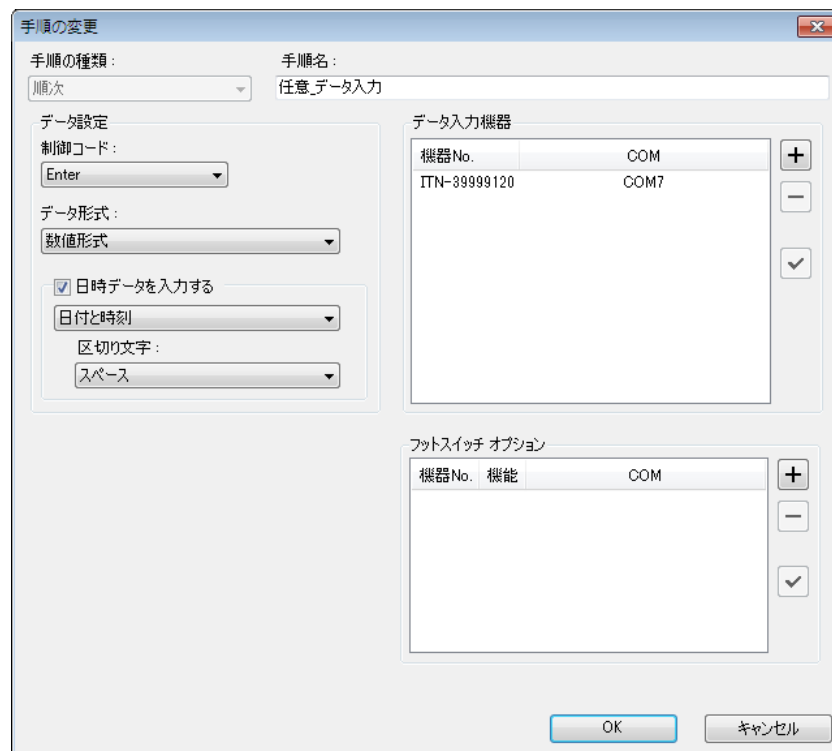 手順の変更
手順の種類：
順次
手順名：
任意_データ入力
データ設定
制御コード：
Enter
データ形式：
数値形式
日時データを入力する
日付と時刻
区切り文字：
スペース
データ入力機器
機器No. COM
ITN-39999120 COM7
フットスイッチ オプション
機器No. 機能 COM
OK キャンセル